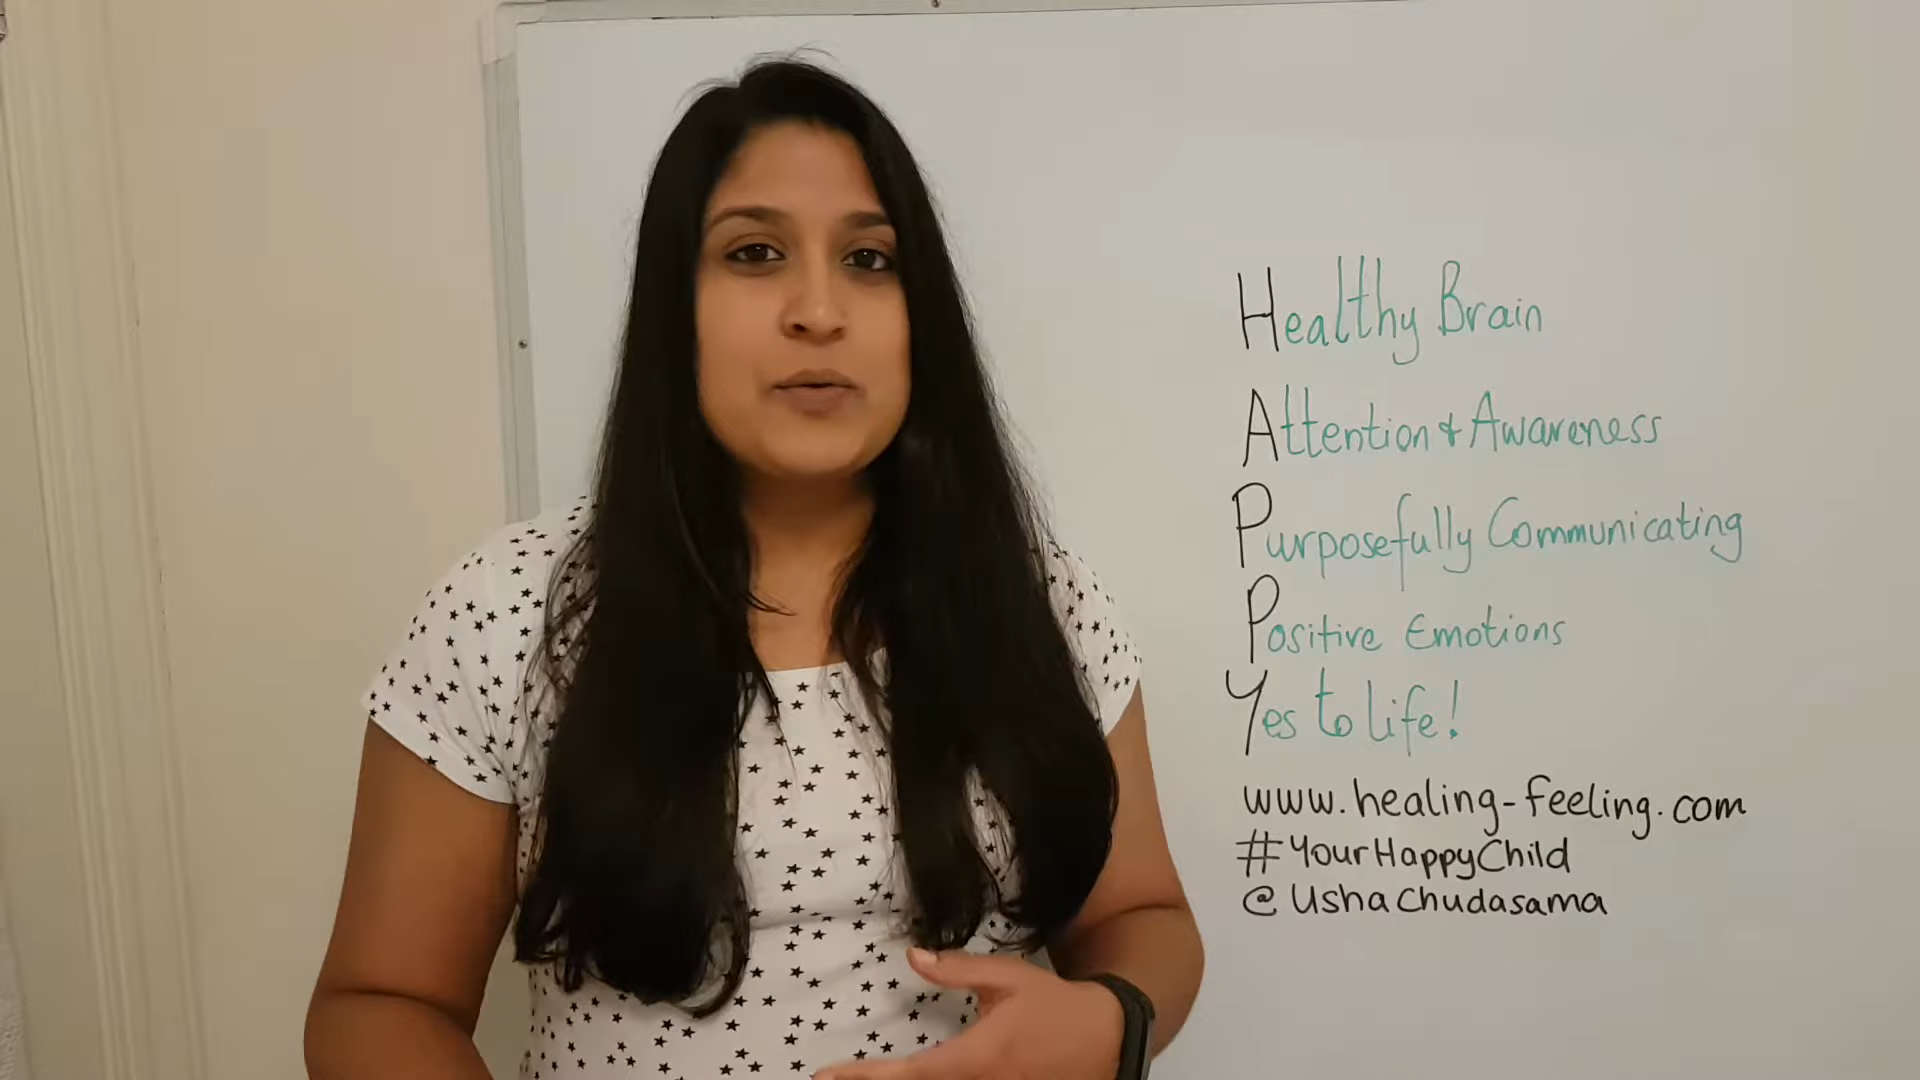 Healthy Brain
Attention & Awareness
Purposefully Communicating
Positive Emotions
Yes to life!
www.healing-feeling.com
#YourHappyChild
@UshaChudasama